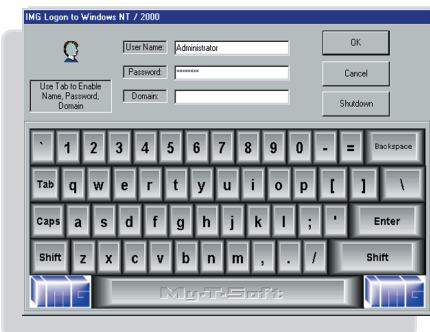 IMG Logon to Windows NT / 2000
User Name: Administrator OK
Password: ******** Cancel
Use Tab to Enable
Name, Password,
Domain
Domain: Shutdown
` 1 2 3 4 5 6 7 8 9 0 - = Backspace
Tab q w e r t y u i o p [ ] \
Caps a s d f g h j k l ; ' Enter
Shift z x c v b n m , . / Shift
IMG My-T-Soft IMG